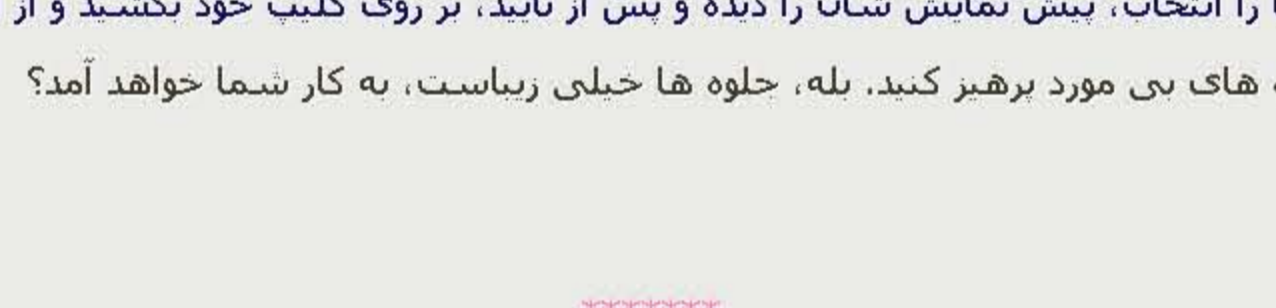 را انتخاب، پیش نمایش شان را دیده و پس از تایید، بر روی کلیپ خود بکشید و از
های بی مورد پرهیز کنید. بله، جلوه ها خیلی زیباست، به کار شما خواهد آمد؟
********